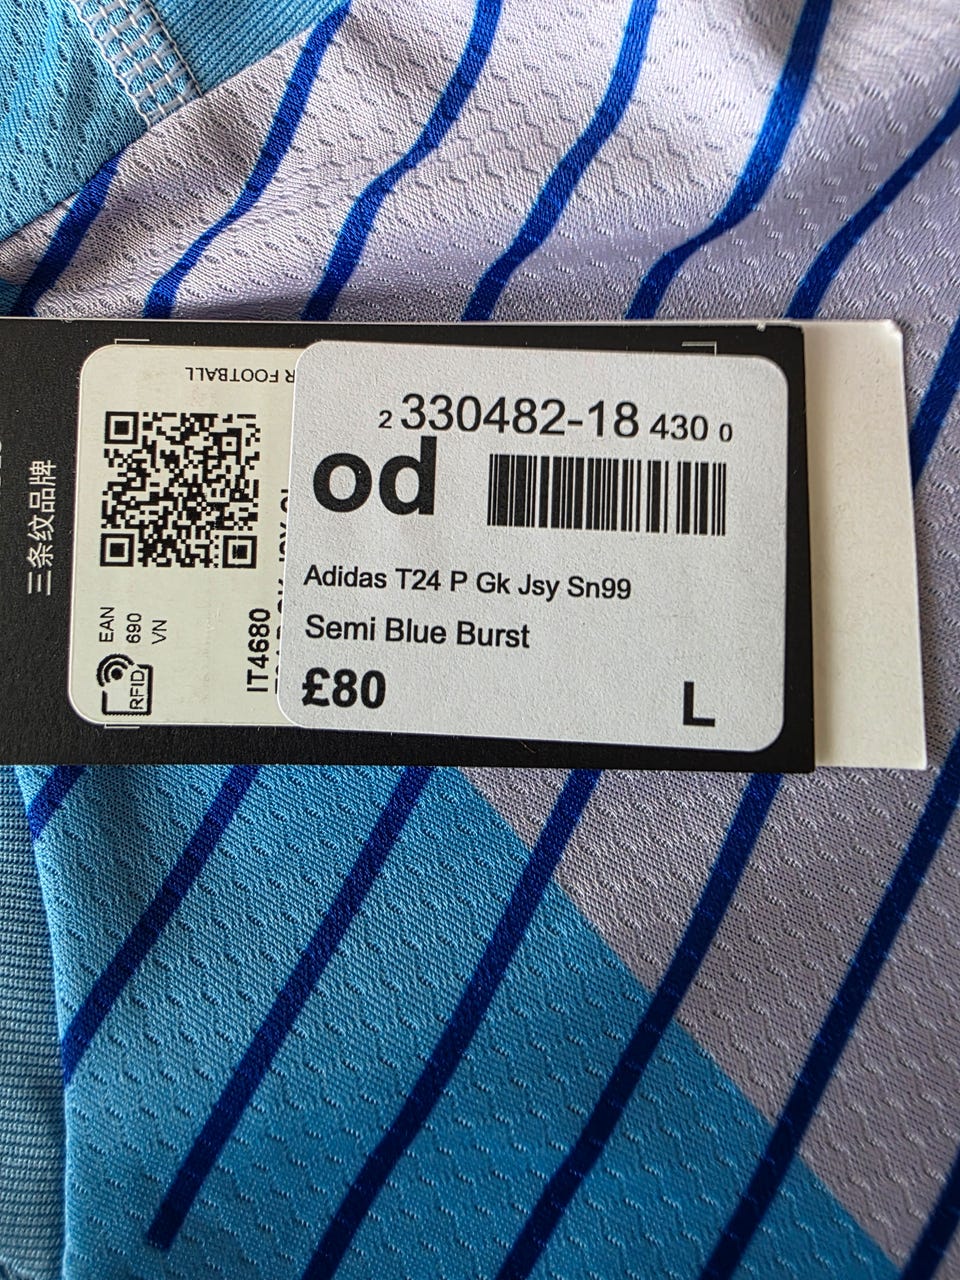 2 330482-18 430 0
od
Adidas T24 P Gk Jsy Sn99
Semi Blue Burst
£80
L
R FOOTBALL
IT4680
EAN
690
VN
RFID
三条纹品牌